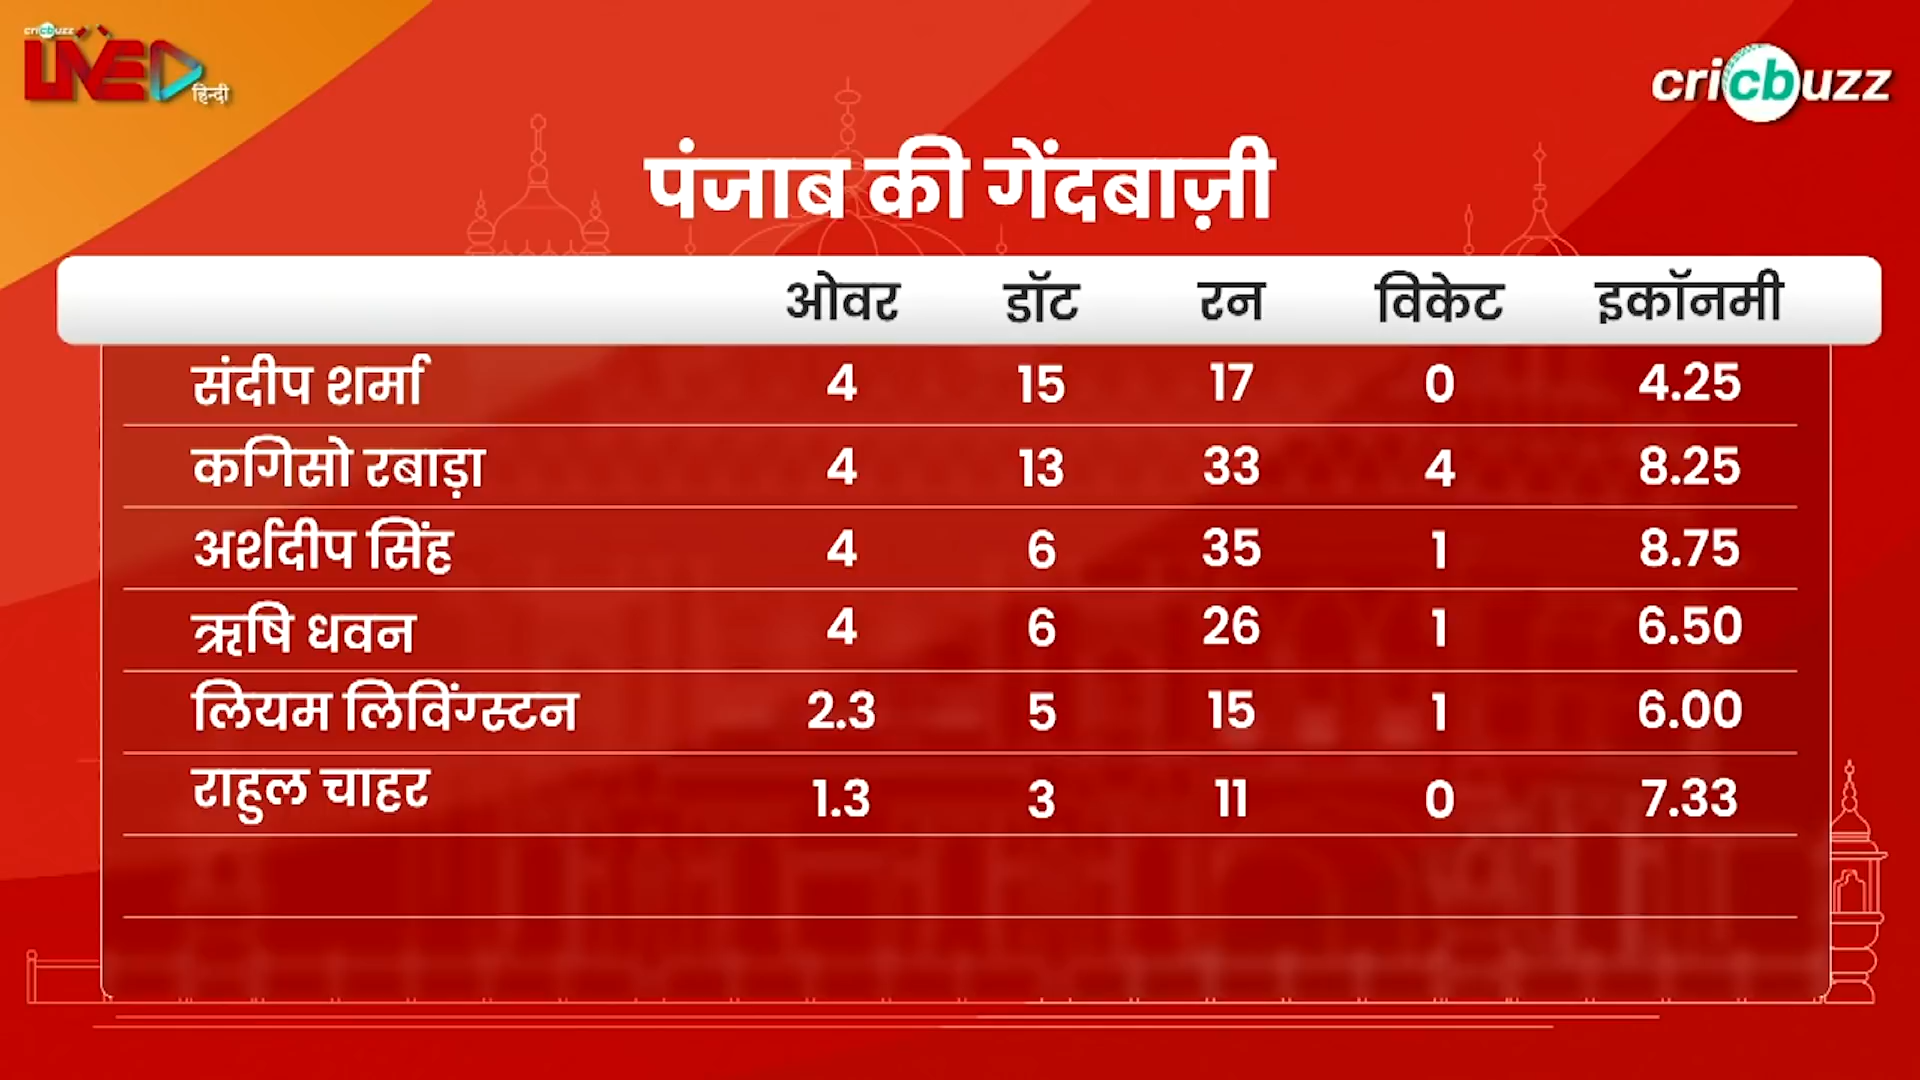 cricbuzz
LIVE हिन्दी
cricbuzz
पंजाब की गेंदबाज़ी
ओवर डॉट रन विकेट इकॉनमी
संदीप शर्मा 4 15 17 0 4.25
कगिसो रबाड़ा 4 13 33 4 8.25
अर्शदीप सिंह 4 6 35 1 8.75
ऋषि धवन 4 6 26 1 6.50
लियम लिविंग्स्टन 2.3 5 15 1 6.00
राहुल चाहर 1.3 3 11 0 7.33